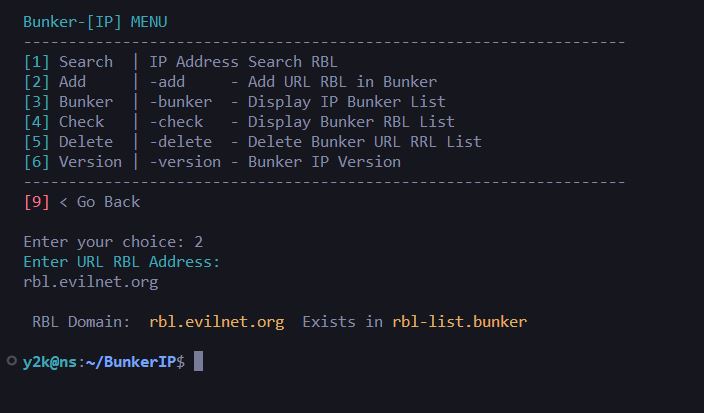 Bunker-[IP] MENU
-------------------------------------------------------------------
[1] Search  | IP Address Search RBL
[2] Add     | -add     - Add URL RBL in Bunker
[3] Bunker  | -bunker  - Display IP Bunker List
[4] Check   | -check   - Display Bunker RBL List
[5] Delete  | -delete  - Delete Bunker URL RRL List
[6] Version | -version - Bunker IP Version
-------------------------------------------------------------------
[9] < Go Back
Enter your choice: 2
Enter URL RBL Address:
rbl.evilnet.org
RBL Domain:  rbl.evilnet.org  Exists in rbl-list.bunker
y2k@ns:~/BunkerIP$